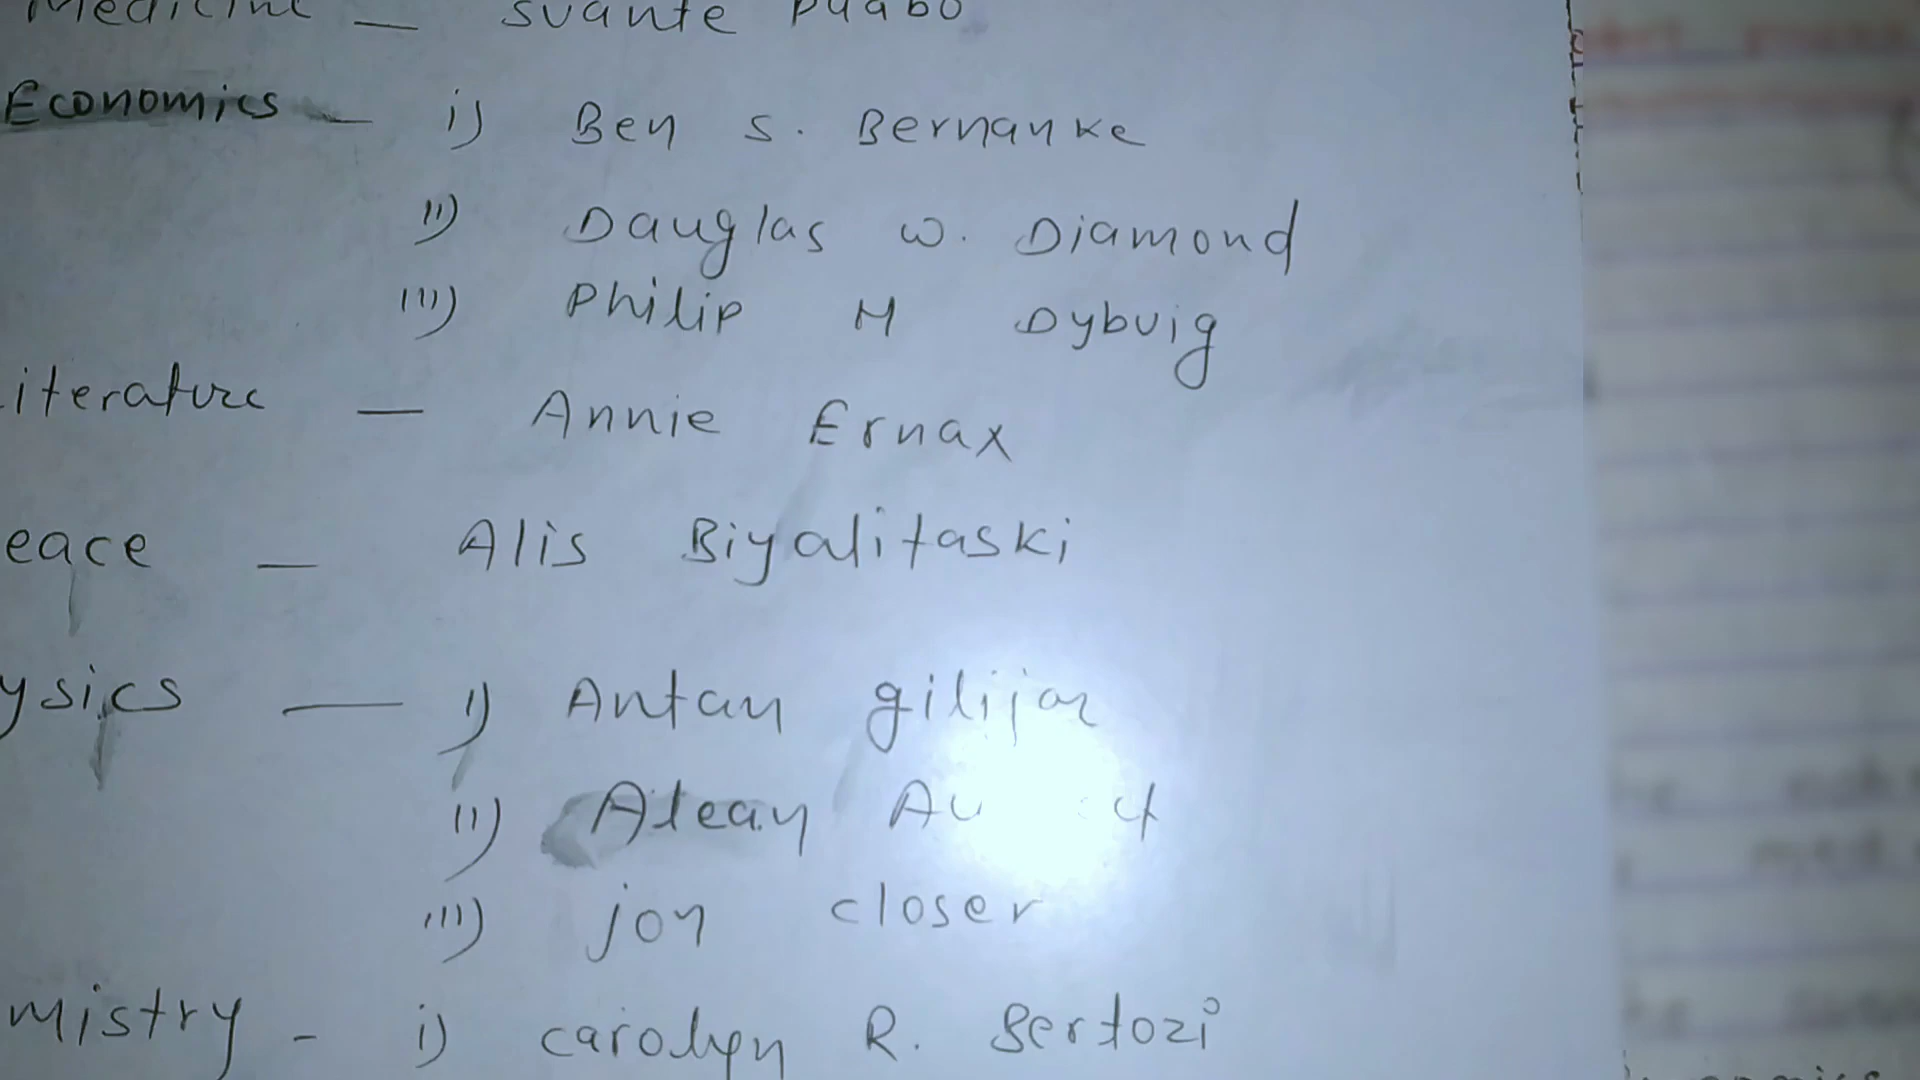 Medicine — svante paabo
Economics — i) Ben s. Bernanke
ii) Dauglas w. Diamond
iii) Philip M Dybvig
iterature — Annie Ernax
eace — Alis Biyalitaski
ysics — i) Antan gilijar
ii) Alean
iii) jon closer
mistry - i) carolyn R. Bertozi